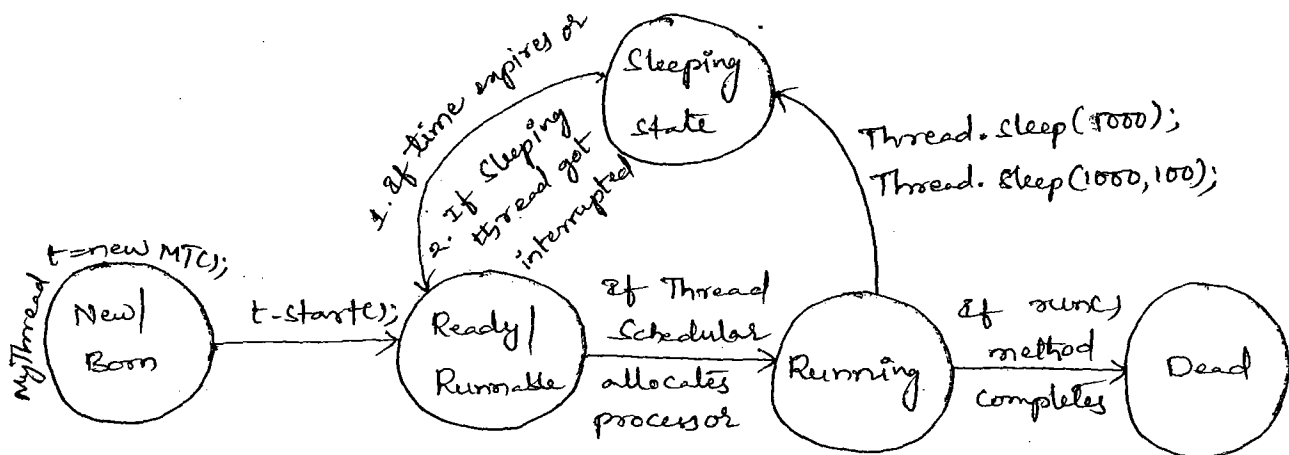 MyThread t=new MT();
New/
Born
t.start();
Ready/
Runnable
1. If time expires or
2. If Sleeping
thread got
interrupted
Sleeping
state
Thread.sleep(1000);
Thread.sleep(1000,100);
If Thread
Schedular
allocates
processor
Running
If run()
method
completes
Dead